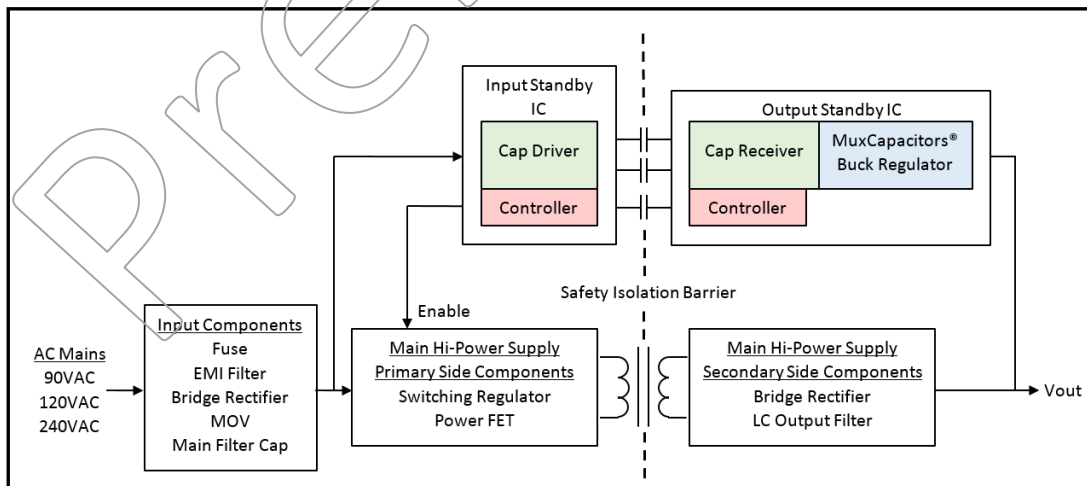 Pre
Input Standby
IC
Cap Driver
Controller
Output Standby IC
Cap Receiver
MuxCapacitors®
Buck Regulator
Controller
Safety Isolation Barrier
Enable
AC Mains
90VAC
120VAC
240VAC
Input Components
Fuse
EMI Filter
Bridge Rectifier
MOV
Main Filter Cap
Main Hi-Power Supply
Primary Side Components
Switching Regulator
Power FET
Main Hi-Power Supply
Secondary Side Components
Bridge Rectifier
LC Output Filter
Vout